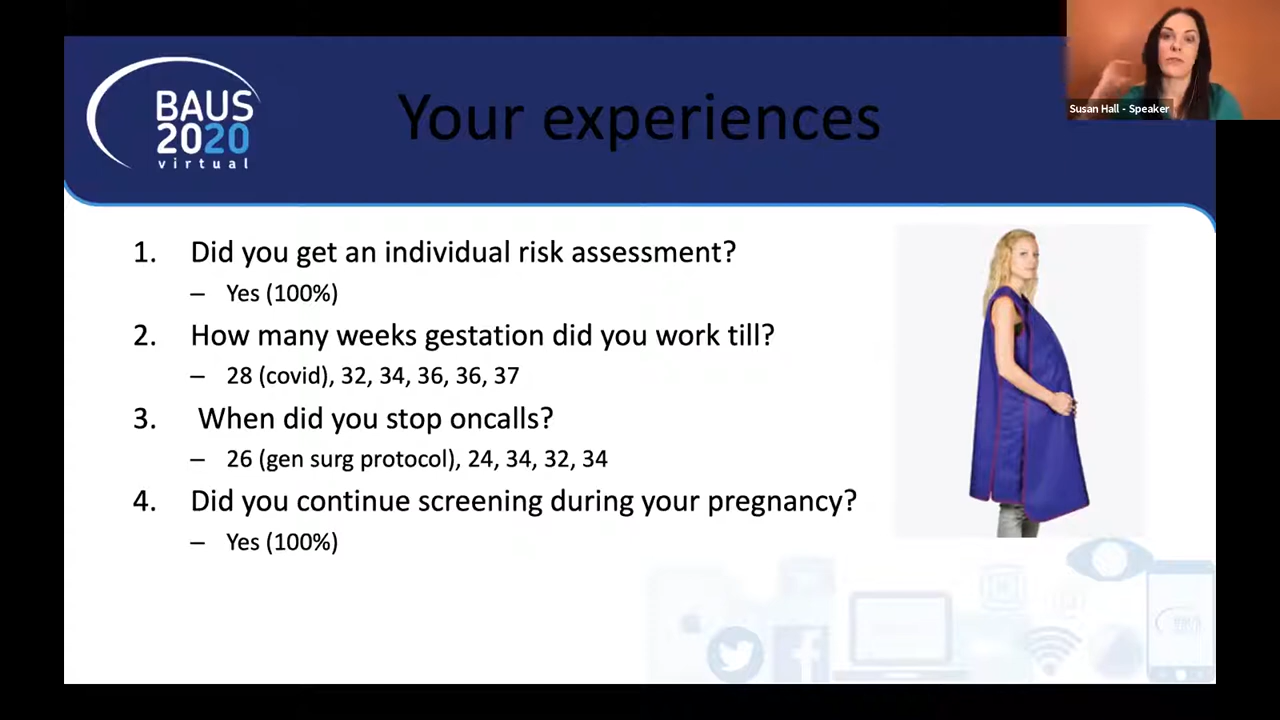 BAUS
2020
virtual
Your experiences
Susan Hall - Speaker
1. Did you get an individual risk assessment?
– Yes (100%)
2. How many weeks gestation did you work till?
– 28 (covid), 32, 34, 36, 36, 37
3. When did you stop oncalls?
– 26 (gen surg protocol), 24, 34, 32, 34
4. Did you continue screening during your pregnancy?
– Yes (100%)